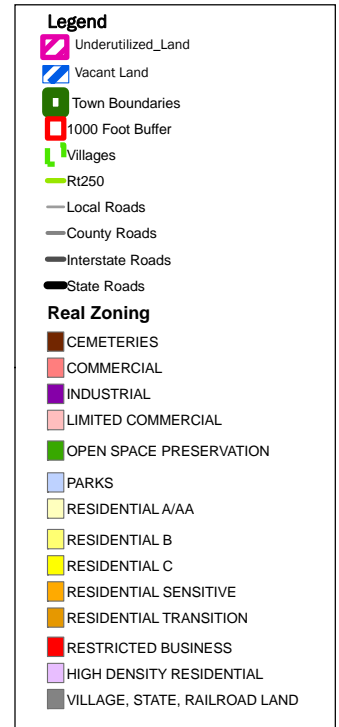 Legend
Underutilized_Land
Vacant Land
Town Boundaries
1000 Foot Buffer
Villages
Rt250
Local Roads
County Roads
Interstate Roads
State Roads
Real Zoning
CEMETERIES
COMMERCIAL
INDUSTRIAL
LIMITED COMMERCIAL
OPEN SPACE PRESERVATION
PARKS
RESIDENTIAL A/AA
RESIDENTIAL B
RESIDENTIAL C
RESIDENTIAL SENSITIVE
RESIDENTIAL TRANSITION
RESTRICTED BUSINESS
HIGH DENSITY RESIDENTIAL
VILLAGE, STATE, RAILROAD LAND